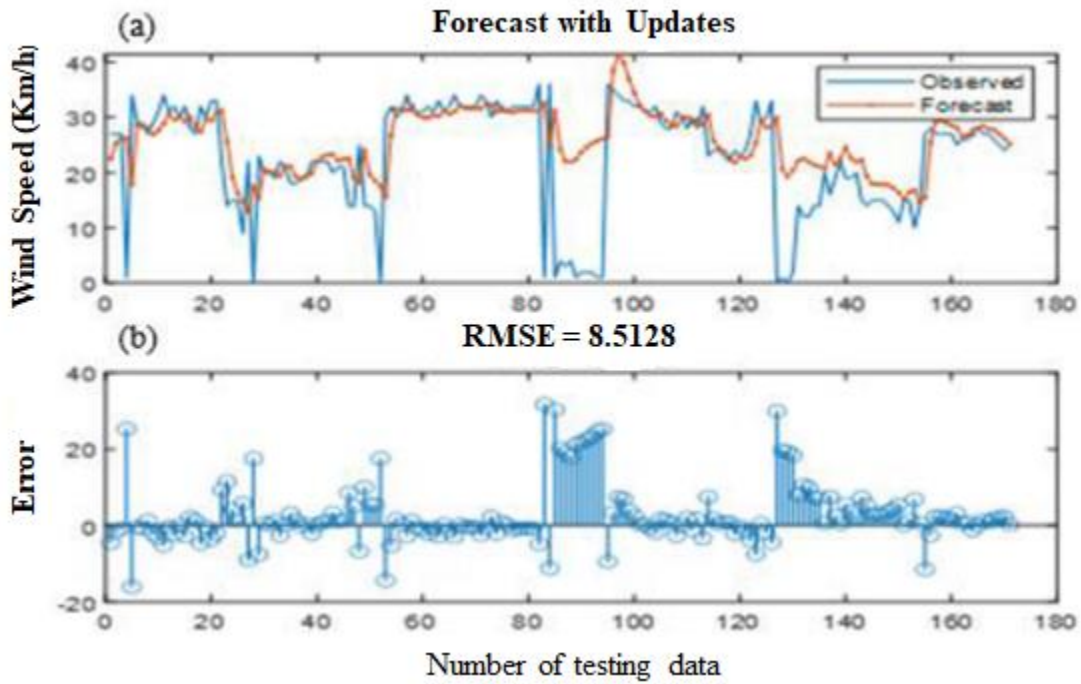 (a) Forecast with Updates
Wind Speed (Km/h)
40
30
20
10
0
Observed
Forecast
0 20 40 60 80 100 120 140 160 180
(b) RMSE = 8.5128
Error
40
20
0
-20
0 20 40 60 80 100 120 140 160 180
Number of testing data